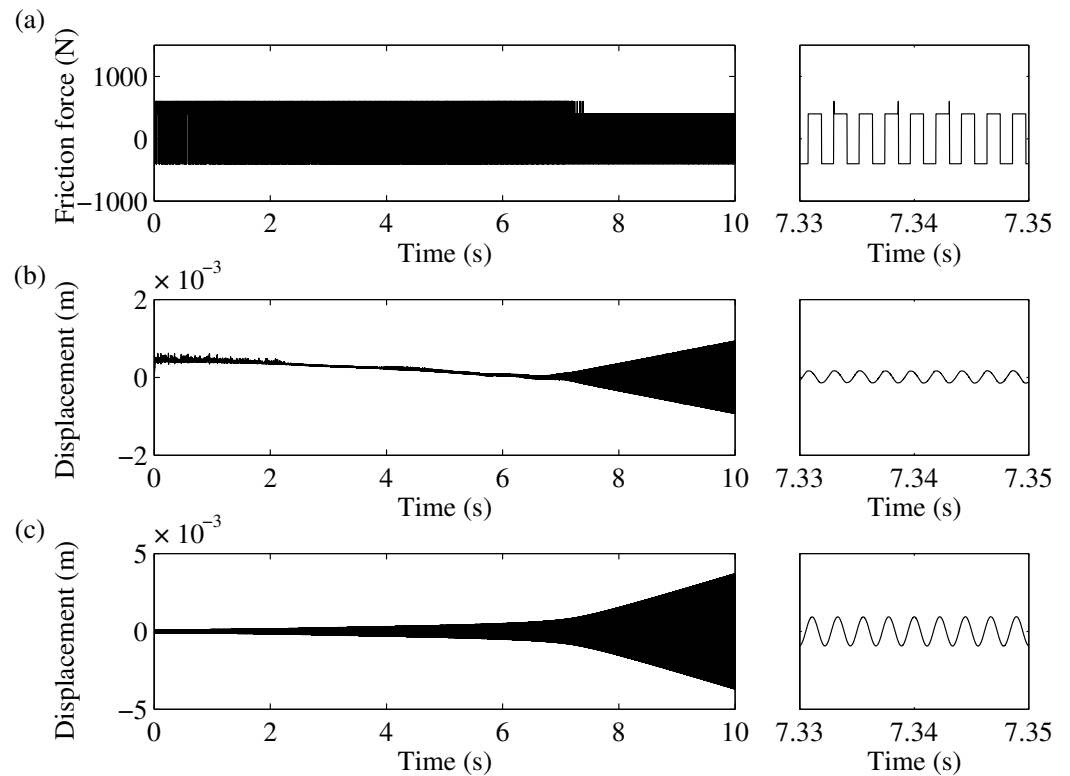 (a)
Friction force (N)
1000
0
−1000
0 2 4 6 8 10
Time (s)
7.33 7.34 7.35
Time (s)
(b)
× 10⁻³
Displacement (m)
2
0
−2
0 2 4 6 8 10
Time (s)
7.33 7.34 7.35
Time (s)
(c)
× 10⁻³
Displacement (m)
5
0
−5
0 2 4 6 8 10
Time (s)
7.33 7.34 7.35
Time (s)